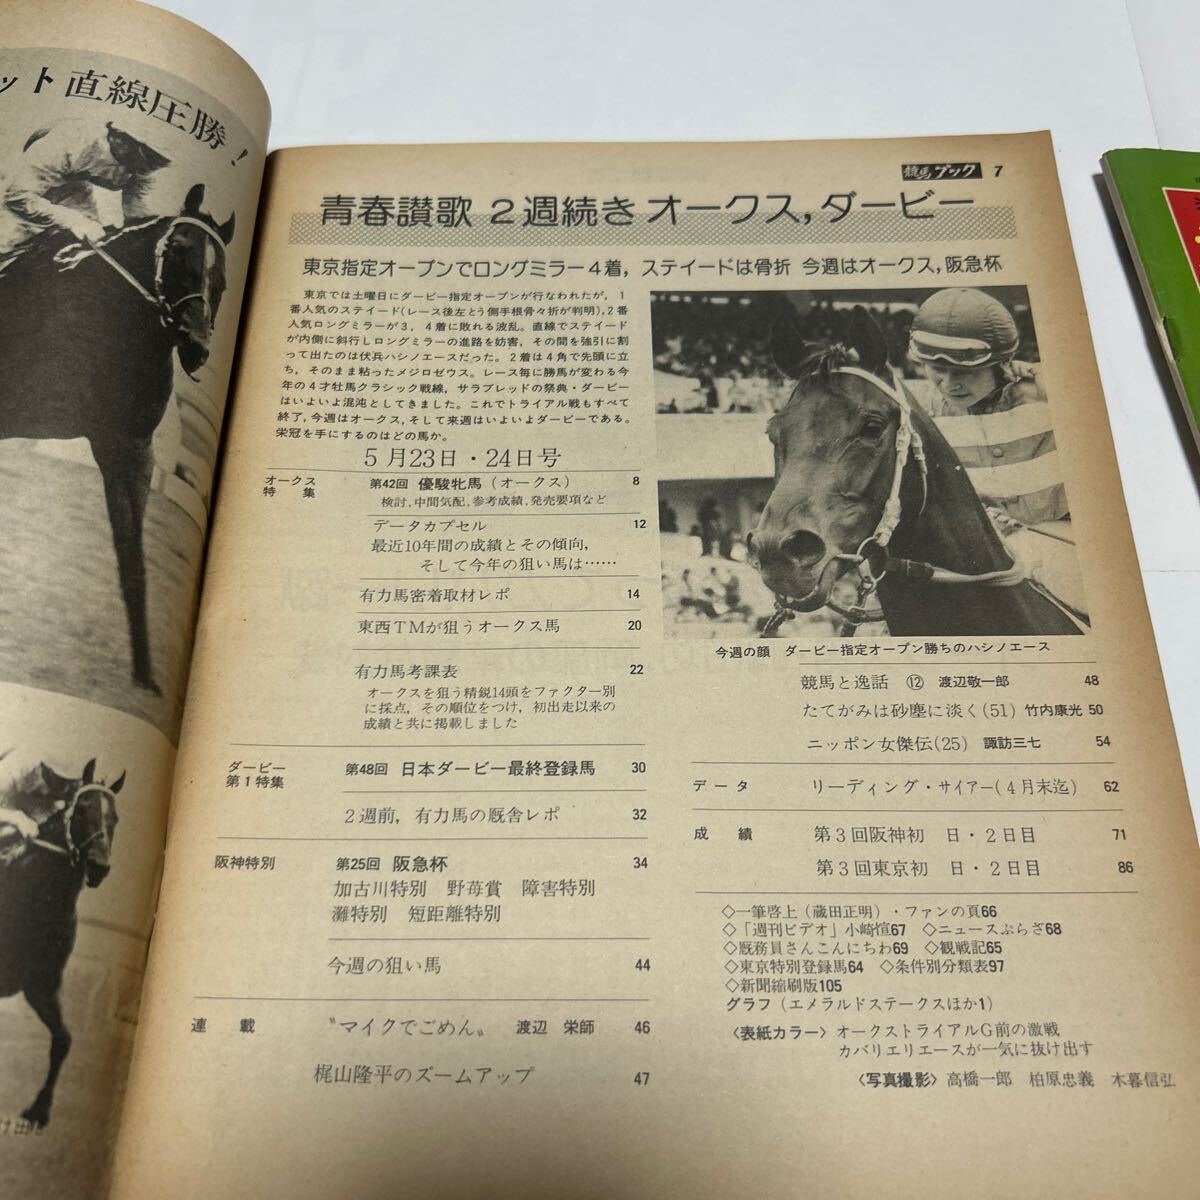 ット直線圧勝！
競馬ブック 7
青春讃歌 2週続きオークス,ダービー
東京指定オープンでロングミラー4着，ステイードは骨折 今週はオークス,阪急杯
東京では土曜日にダービー指定オープンが行なわれたが，1
番人気のステイード(レース後左とう側手根骨々折が判明)，2番
人気ロングミラーが3，4着に敗れる波乱。直線でステイード
が内側に斜行しロングミラーの進路を妨害，その間を強引に割
って出たのは伏兵ハシノエースだった。2着は4角で先頭に立
ち，そのまま粘ったメジロゼウス。レース毎に勝馬が変わる今
年の4才牡馬クラシック戦線，サラブレッドの祭典・ダービー
はいよいよ混沌としてきました。これでトライアル戦もすべて
終了，今週はオークス，そして来週はいよいよダービーである。
栄冠を手にするのはどの馬か。
5月23日・24日号
オークス
特集
第42回 優駿牝馬(オークス) 8
検討，中間気配，参考成績，発売要項など
データカプセル 12
最近10年間の成績とその傾向，
そして今年の狙い馬は……
有力馬密着取材レポ 14
東西TMが狙うオークス馬 20
有力馬考課表 22
オークスを狙う精鋭14頭をファクター別
に採点，その順位をつけ，初出走以来の
成績と共に掲載しました
ダービー
第1特集
第48回 日本ダービー最終登録馬 30
2週前，有力馬の厩舎レポ 32
阪神特別 第25回 阪急杯 34
加古川特別 野苺賞 障害特別
灘特別 短距離特別
今週の狙い馬 44
連載 〝マイクでごめん〟 渡辺 栄師 46
梶山隆平のズームアップ 47
今週の顔 ダービー指定オープン勝ちのハシノエース
競馬と逸話 ⑫ 渡辺敬一郎 48
たてがみは砂塵に淡く(51) 竹内康光 50
ニッポン女傑伝(25) 諏訪三七 54
データ リーディング・サイアー(4月末迄) 62
成績 第3回阪神初 日・2日目 71
第3回東京初 日・2日目 86
◇一筆啓上(蔵田正明)・ファンの頁66
◇「週刊ビデオ」小崎愃67 ◇ニュースぷらざ68
◇厩務員さんこんにちわ69 ◇観戦記65
◇東京特別登録馬64 ◇条件別分類表97
◇新聞縮刷版105
グラフ(エメラルドステークスほか1)
〈表紙カラー〉オークストライアルG前の激戦
カバリエリエースが一気に抜け出す
〈写真撮影〉高橋一郎 柏原忠義 木暮信弘